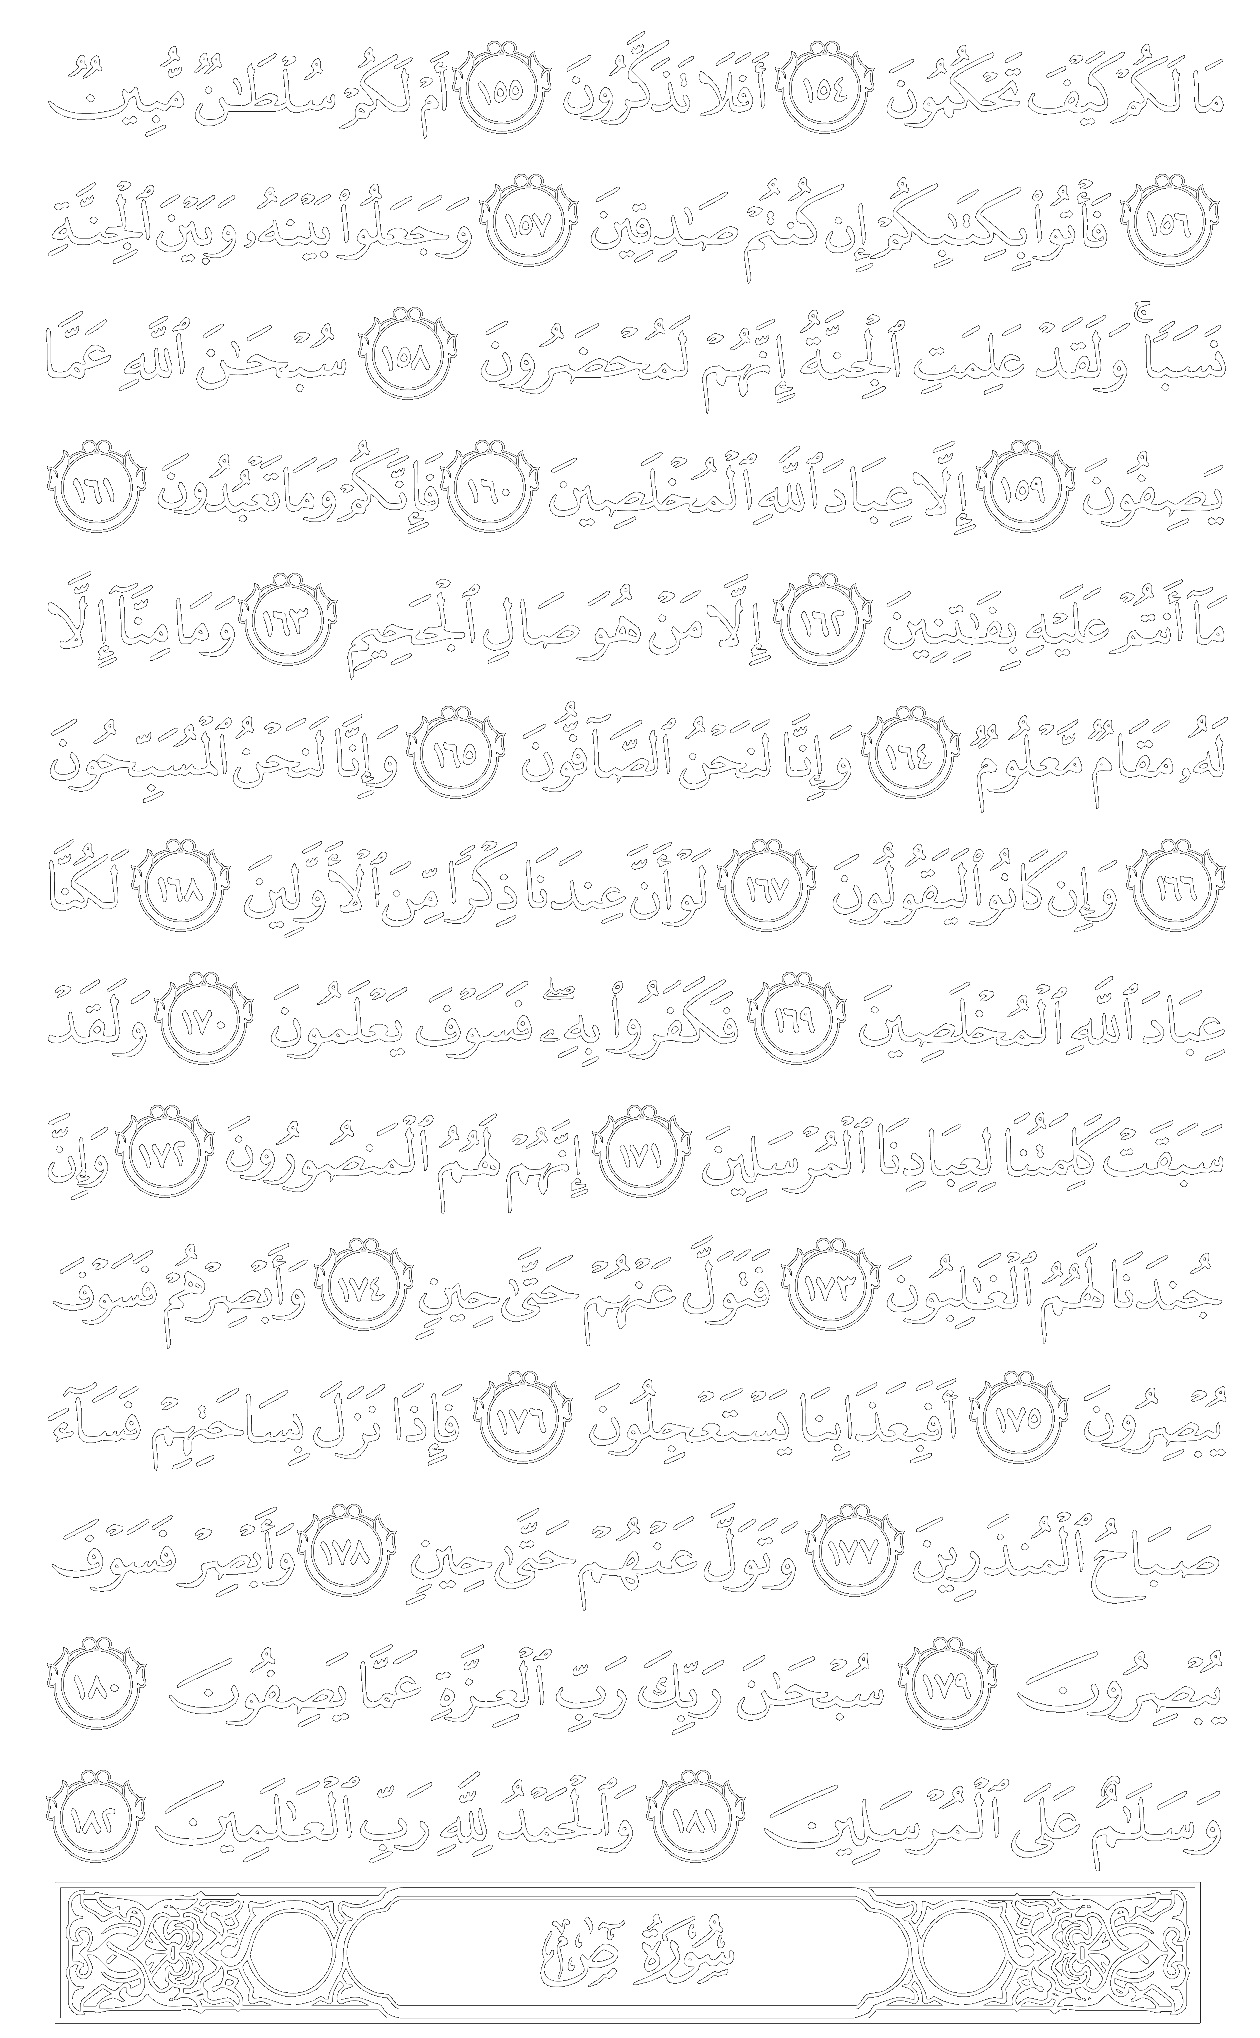 مَا لَكُمْ كَيْفَ تَحْكُمُونَ ١٥٤ أَفَلَا تَذَكَّرُونَ ١٥٥ أَمْ لَكُمْ سُلْطَـٰنٌ مُّبِينٌ
١٥٦ فَأْتُوا۟ بِكِتَـٰبِكُمْ إِن كُنتُمْ صَـٰدِقِينَ ١٥٧ وَجَعَلُوا۟ بَيْنَهُۥ وَبَيْنَ ٱلْجِنَّةِ
نَسَبًا ۚ وَلَقَدْ عَلِمَتِ ٱلْجِنَّةُ إِنَّهُمْ لَمُحْضَرُونَ ١٥٨ سُبْحَـٰنَ ٱللَّهِ عَمَّا
يَصِفُونَ ١٥٩ إِلَّا عِبَادَ ٱللَّهِ ٱلْمُخْلَصِينَ ١٦٠ فَإِنَّكُمْ وَمَا تَعْبُدُونَ ١٦١
مَآ أَنتُمْ عَلَيْهِ بِفَـٰتِنِينَ ١٦٢ إِلَّا مَنْ هُوَ صَالِ ٱلْجَحِيمِ ١٦٣ وَمَا مِنَّآ إِلَّا
لَهُۥ مَقَامٌ مَّعْلُومٌ ١٦٤ وَإِنَّا لَنَحْنُ ٱلصَّآفُّونَ ١٦٥ وَإِنَّا لَنَحْنُ ٱلْمُسَبِّحُونَ
١٦٦ وَإِن كَانُوا۟ لَيَقُولُونَ ١٦٧ لَوْ أَنَّ عِندَنَا ذِكْرًا مِّنَ ٱلْأَوَّلِينَ ١٦٨ لَكُنَّا
عِبَادَ ٱللَّهِ ٱلْمُخْلَصِينَ ١٦٩ فَكَفَرُوا۟ بِهِۦ ۖ فَسَوْفَ يَعْلَمُونَ ١٧٠ وَلَقَدْ
سَبَقَتْ كَلِمَتُنَا لِعِبَادِنَا ٱلْمُرْسَلِينَ ١٧١ إِنَّهُمْ لَهُمُ ٱلْمَنصُورُونَ ١٧٢ وَإِنَّ
جُندَنَا لَهُمُ ٱلْغَـٰلِبُونَ ١٧٣ فَتَوَلَّ عَنْهُمْ حَتَّىٰ حِينٍ ١٧٤ وَأَبْصِرْهُمْ فَسَوْفَ
يُبْصِرُونَ ١٧٥ أَفَبِعَذَابِنَا يَسْتَعْجِلُونَ ١٧٦ فَإِذَا نَزَلَ بِسَاحَتِهِمْ فَسَآءَ
صَبَاحُ ٱلْمُنذَرِينَ ١٧٧ وَتَوَلَّ عَنْهُمْ حَتَّىٰ حِينٍ ١٧٨ وَأَبْصِرْ فَسَوْفَ
يُبْصِرُونَ ١٧٩ سُبْحَـٰنَ رَبِّكَ رَبِّ ٱلْعِزَّةِ عَمَّا يَصِفُونَ ١٨٠
وَسَلَـٰمٌ عَلَى ٱلْمُرْسَلِينَ ١٨١ وَٱلْحَمْدُ لِلَّهِ رَبِّ ٱلْعَـٰلَمِينَ ١٨٢
سُورَةُ صٓ